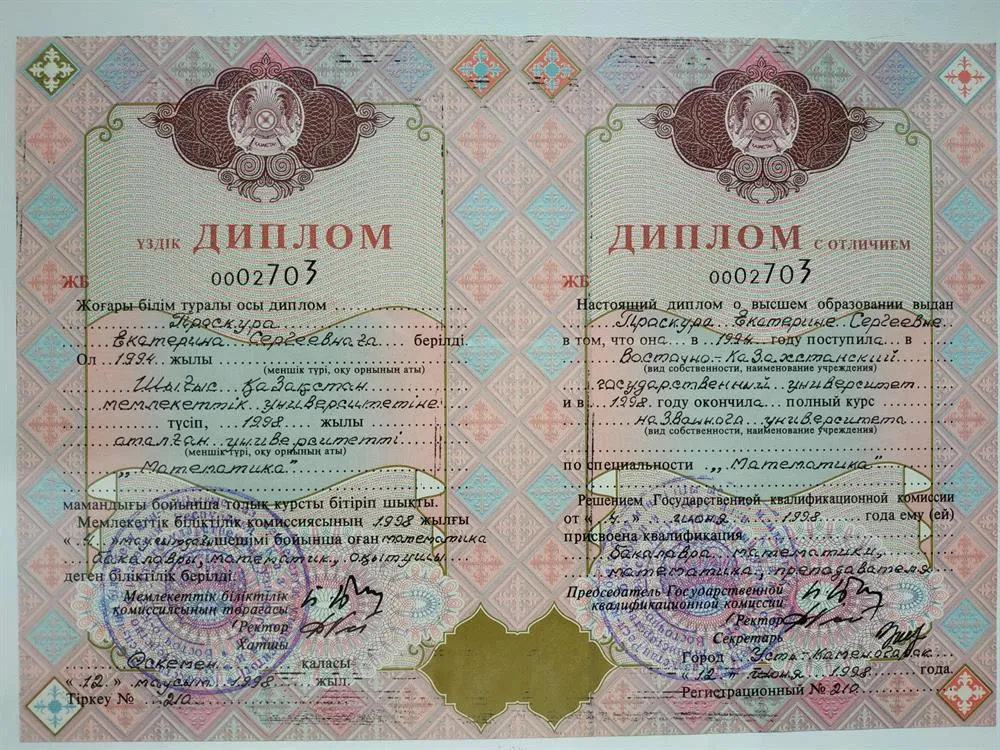 ҮЗДІК ДИПЛОМ
ЖБ 0002703
Жоғары білім туралы осы диплом
Проскура
Екатерина Сергеевнаға берілді.
Ол 1994 жылы
(меншік түрі, оқу орнының аты)
Шығыс қазақстан
мемлекеттік университетіне
түсіп, 1998 жылы
аталған университетті
(меншік түрі, оқу орнының аты)
„Математика"
мамандығы бойынша толық курсты бітіріп шықты.
Мемлекеттік біліктілік комиссиясының 1998 жылғы
« 4 » маусымдағы шешімі бойынша оған математика
бакалавры, математик, оқытушы
деген біліктілік берілді.
Мемлекеттік біліктілік
комиссиясының төрағасы
Ректор
Хатшы
Өскемен қаласы
« 12 » маусым 1998 жыл.
Тіркеу № 210
ДИПЛОМ С ОТЛИЧИЕМ
ЖБ 0002703
Настоящий диплом о высшем образовании выдан
Проскура Екатерине Сергеевне
в том, что она в 1994 году поступила в
Восточно-Казахстанский
(вид собственности, наименование учреждения)
государственный университет
и в 1998 году окончила полный курс
названного университета
(вид собственности, наименование учреждения)
по специальности „Математика"
Решением Государственной квалификационной комиссии
от « 4 » июня 1998 года ему (ей)
присвоена квалификация
бакалавра математики,
математика, преподавателя
Председатель Государственной
квалификационной комиссии
Ректор
Секретарь
Город Усть-Каменогорск
« 12 » июня 1998 года.
Регистрационный № 210